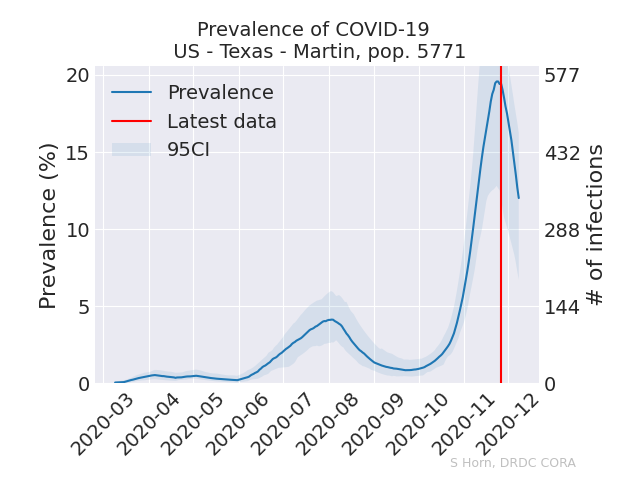 Prevalence of COVID-19
US - Texas - Martin, pop. 5771
Prevalence
Latest data
95CI
Prevalence (%)
20
15
10
5
0
577
432
288
144
0
# of infections
2020-03
2020-04
2020-05
2020-06
2020-07
2020-08
2020-09
2020-10
2020-11
2020-12
S Horn, DRDC CORA